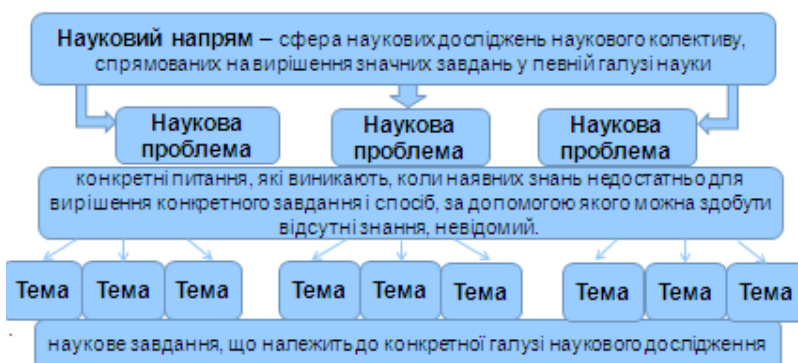 Науковий напрям – сфера наукових досліджень наукового колективу,
спрямованих на вирішення значних завдань у певній галузі науки
Наукова
проблема
Наукова
проблема
Наукова
проблема
конкретні питання, які виникають, коли наявних знань недостатньо для
вирішення конкретного завдання і спосіб, за допомогою якого можна здобути
відсутні знання, невідомий.
Тема Тема Тема Тема Тема Тема Тема Тема Тема
наукове завдання, що належить до конкретної галузі наукового дослідження